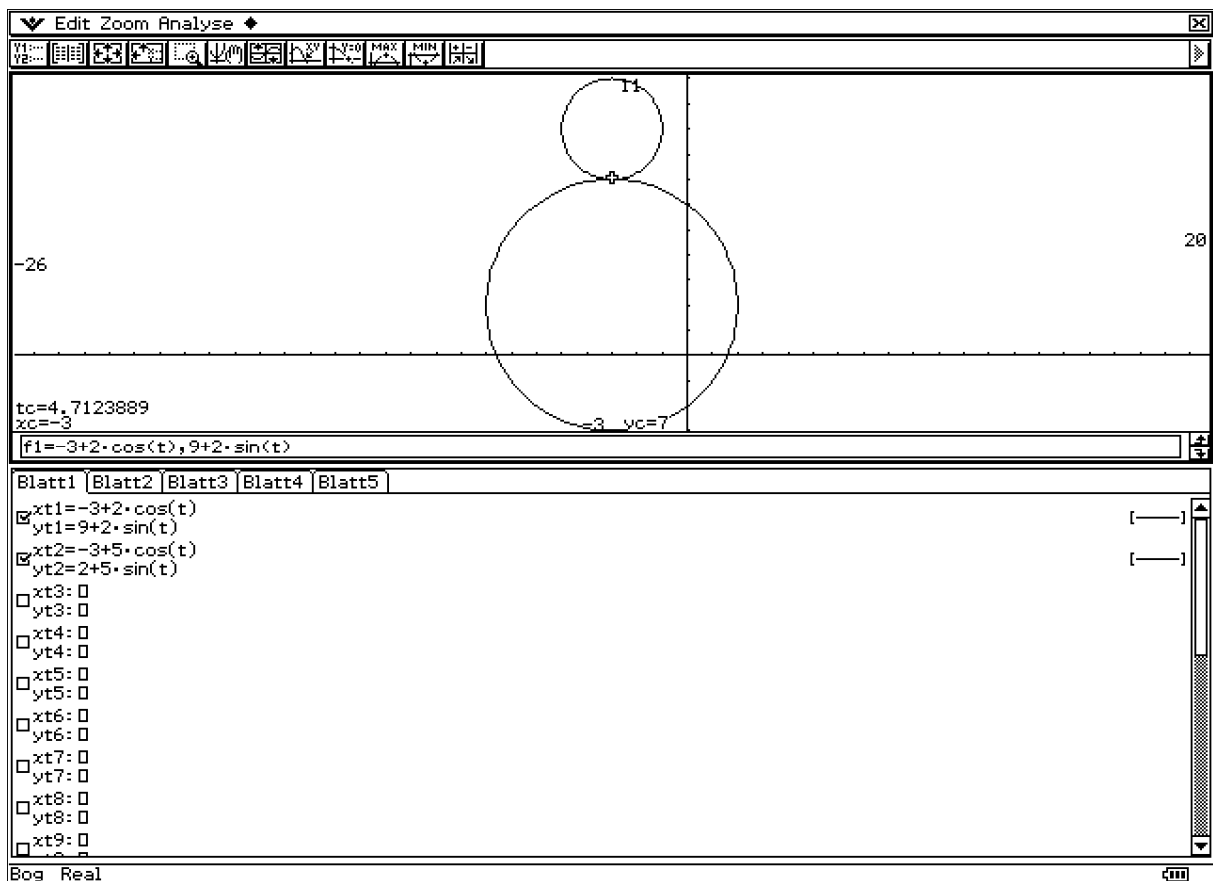 Edit Zoom Analyse
11
20
-26
tc=4.7123889
xc=-3
-3 yc=7
f1=-3+2·cos(t),9+2·sin(t)
Blatt1 Blatt2 Blatt3 Blatt4 Blatt5
xt1=-3+2·cos(t)
yt1=9+2·sin(t)
xt2=-3+5·cos(t)
yt2=2+5·sin(t)
xt3:
yt3:
xt4:
yt4:
xt5:
yt5:
xt6:
yt6:
xt7:
yt7:
xt8:
yt8:
xt9:
Bog Real